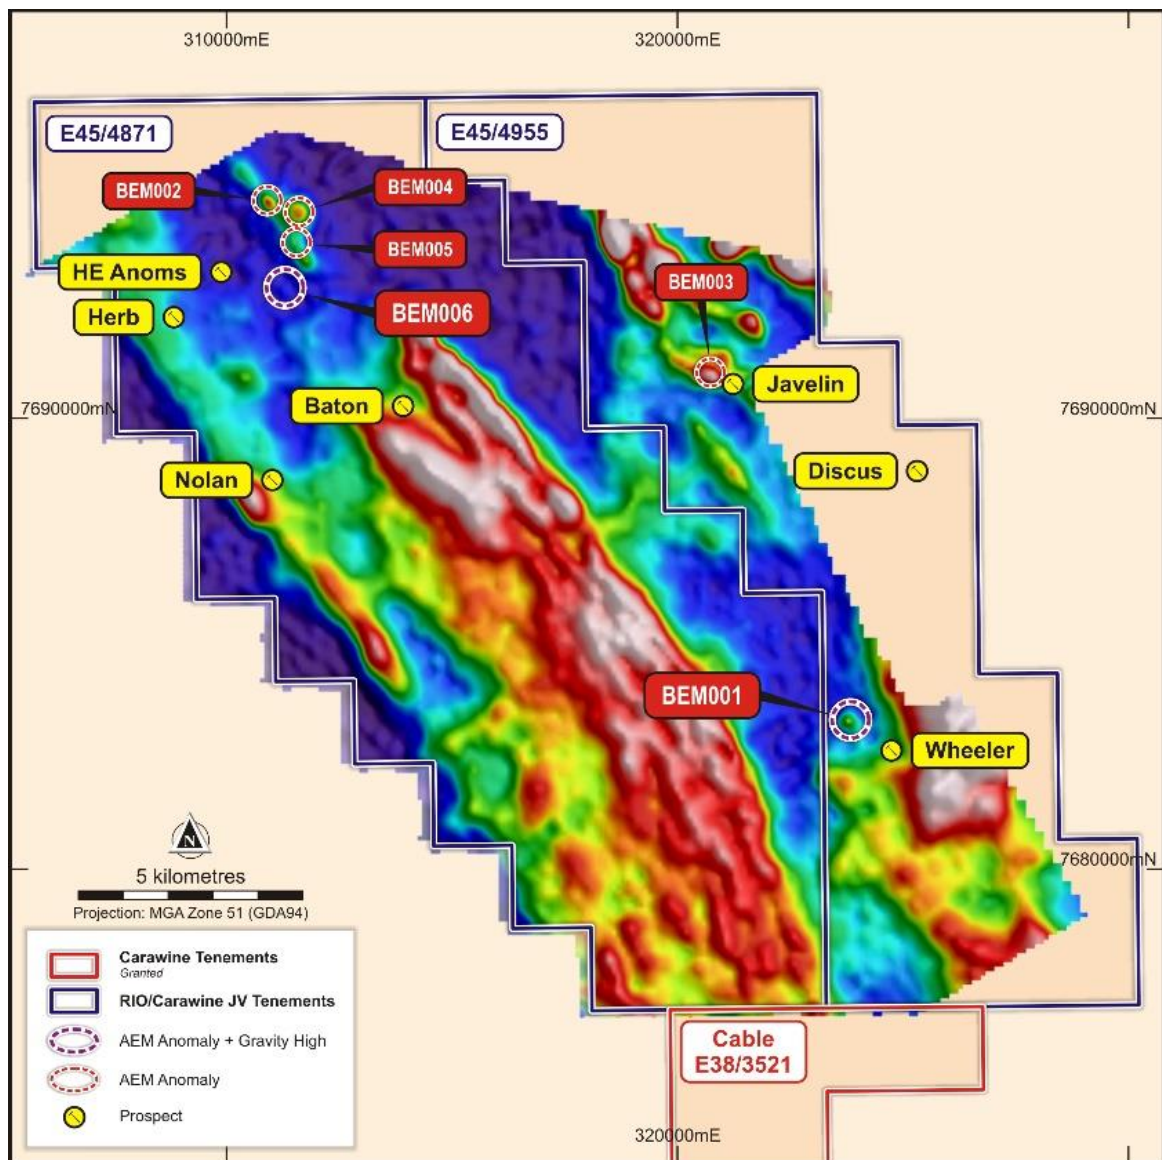 310000mE
320000mE
E45/4871
E45/4955
BEM002
BEM004
BEM005
HE Anoms
BEM003
Herb
BEM006
Javelin
Baton
7690000mN
7690000mN
Discus
Nolan
BEM001
Wheeler
N
5 kilometres
7680000mN
Projection: MGA Zone 51 (GDA94)
Carawine Tenements
Granted
RIO/Carawine JV Tenements
AEM Anomaly + Gravity High
AEM Anomaly
Prospect
Cable
E38/3521
320000mE